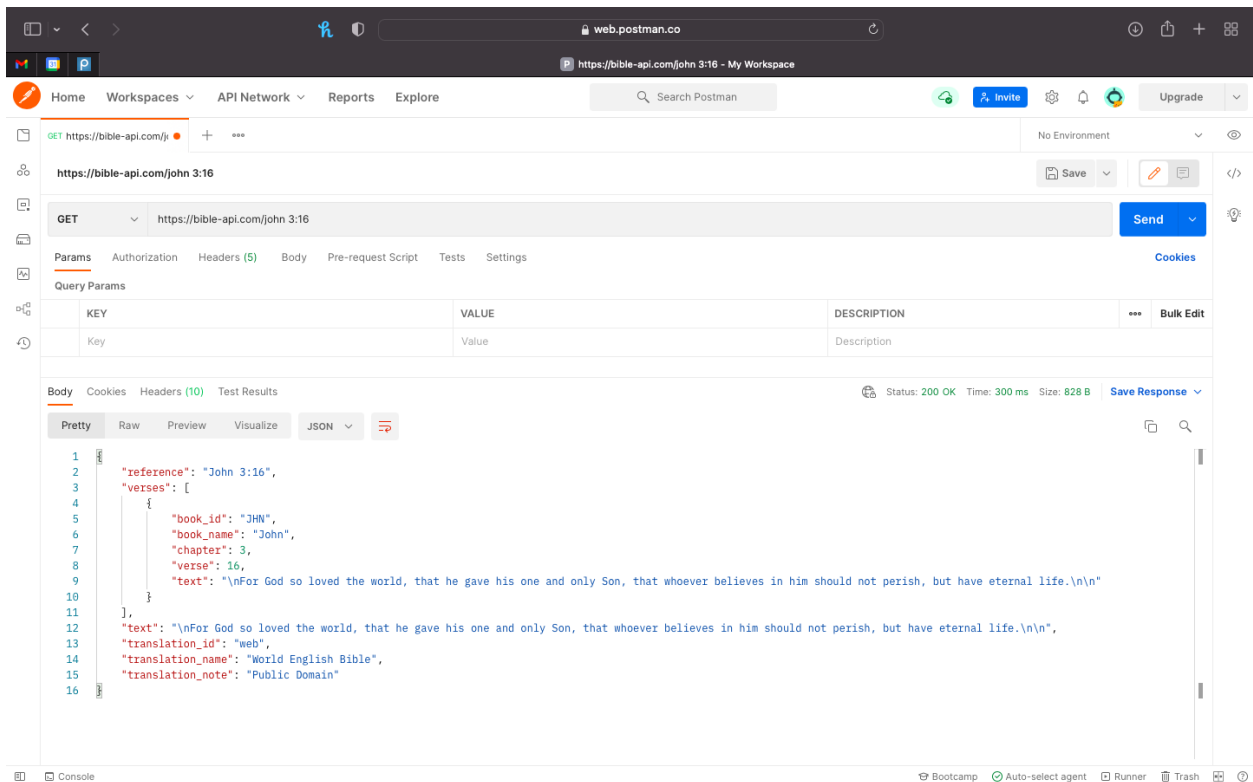 web.postman.co
https://bible-api.com/john 3:16 - My Workspace
Home Workspaces API Network Reports Explore Search Postman Invite Upgrade
GET https://bible-api.com/j No Environment
https://bible-api.com/john 3:16 Save
GET https://bible-api.com/john 3:16 Send
Params Authorization Headers (5) Body Pre-request Script Tests Settings Cookies
Query Params
KEY VALUE DESCRIPTION Bulk Edit
Key Value Description
Body Cookies Headers (10) Test Results Status: 200 OK Time: 300 ms Size: 828 B Save Response
Pretty Raw Preview Visualize JSON
1 {
2 "reference": "John 3:16",
3 "verses": [
4 {
5 "book_id": "JHN",
6 "book_name": "John",
7 "chapter": 3,
8 "verse": 16,
9 "text": "\nFor God so loved the world, that he gave his one and only Son, that whoever believes in him should not perish, but have eternal life.\n\n"
10 }
11 ],
12 "text": "\nFor God so loved the world, that he gave his one and only Son, that whoever believes in him should not perish, but have eternal life.\n\n",
13 "translation_id": "web",
14 "translation_name": "World English Bible",
15 "translation_note": "Public Domain"
16 }
Console Bootcamp Auto-select agent Runner Trash